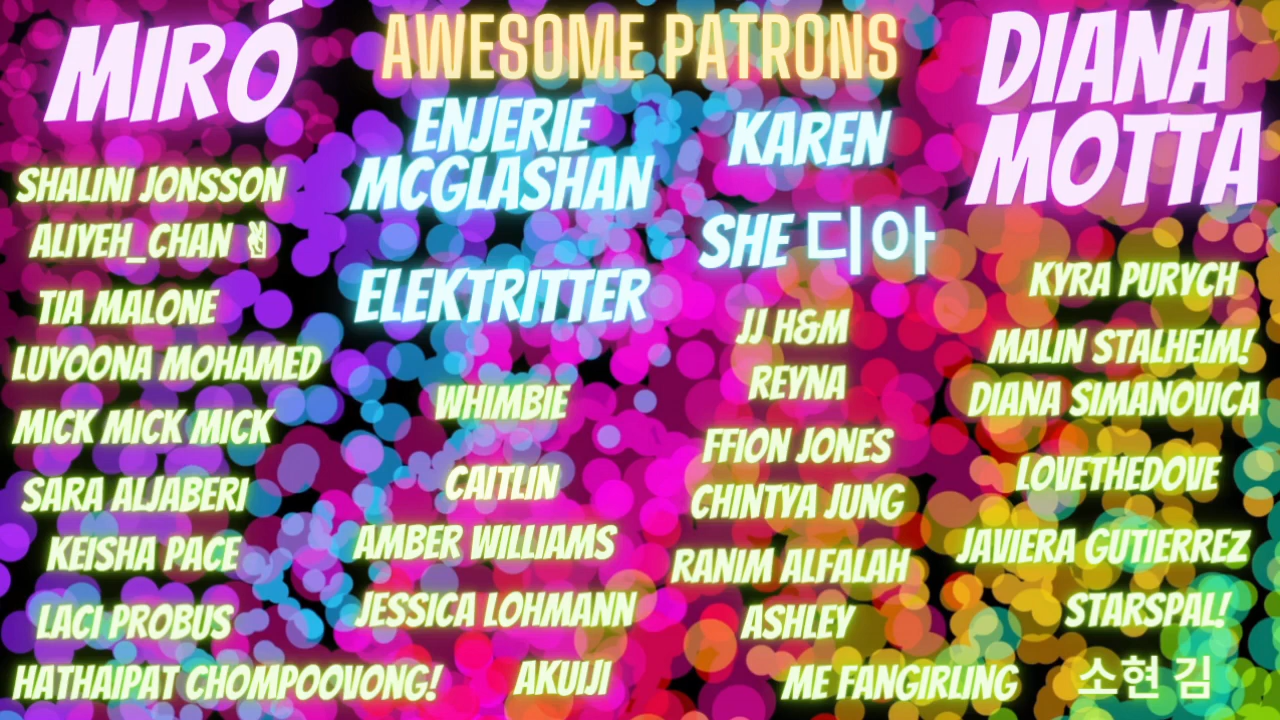 AWESOME PATRONS
MIRÓ
SHALINI JONSSON
ALIYEH_CHAN ✌
TIA MALONE
LUYOONA MOHAMED
MICK MICK MICK
SARA ALJABERI
KEISHA PACE
LACI PROBUS
HATHAIPAT CHOMPOOVONG!
ENJERIE
MCGLASHAN
ELEKTRITTER
WHIMBIE
CAITLIN
AMBER WILLIAMS
JESSICA LOHMANN
AKUIJI
KAREN
SHE 디아
JJ H&M
REYNA
FFION JONES
CHINTYA JUNG
RANIM ALFALAH
ASHLEY
ME FANGIRLING
DIANA
MOTTA
KYRA PURYCH
MALIN STALHEIM!
DIANA SIMANOVICA
LOVETHEDOVE
JAVIERA GUTIERREZ
STARSPAL!
소현 김